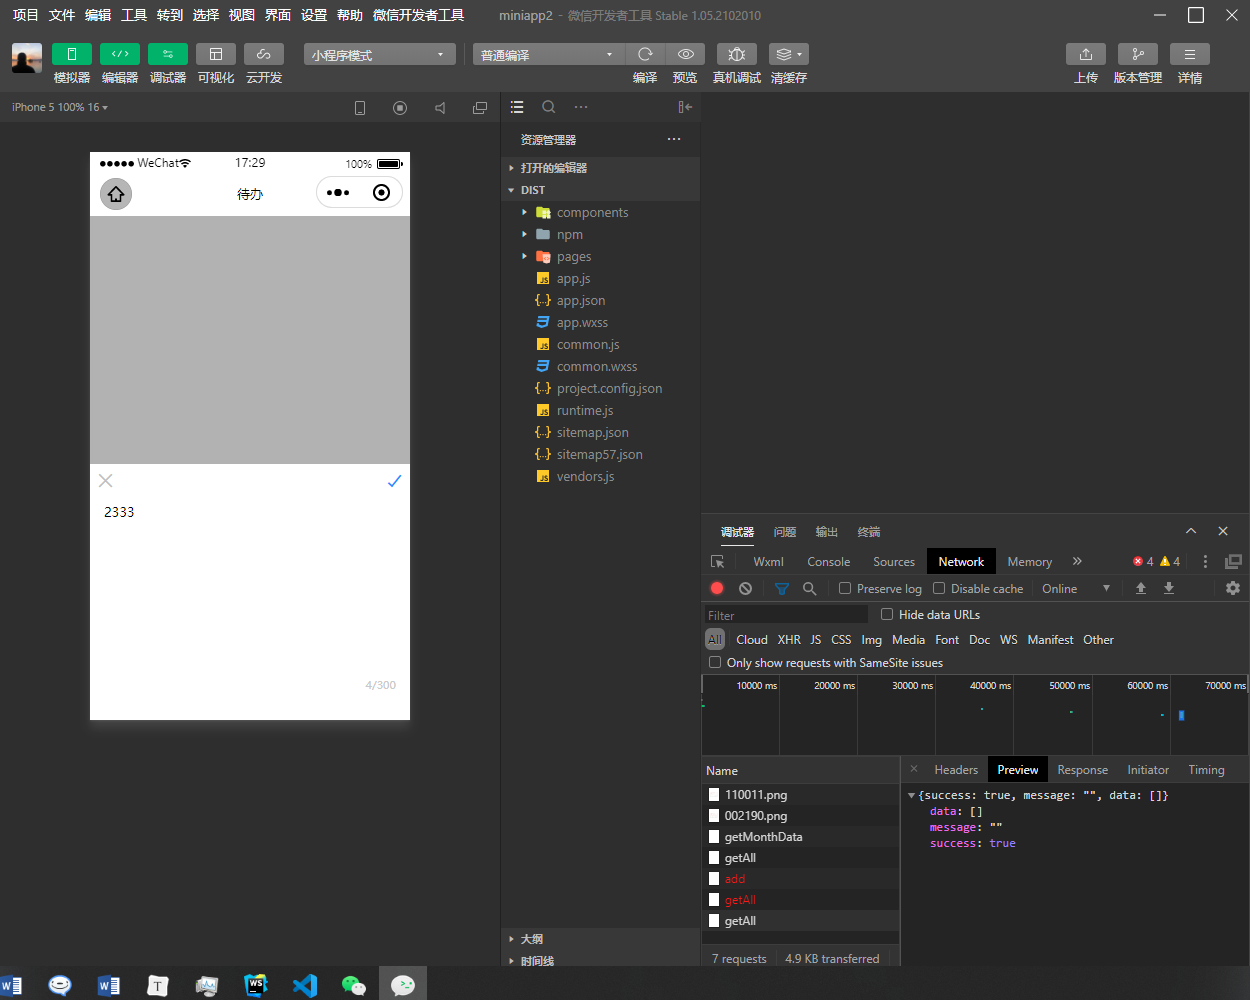 项目 文件 编辑 工具 转到 选择 视图 界面 设置 帮助 微信开发者工具 miniapp2 - 微信开发者工具 Stable 1.05.2102010
小程序模式 普通编译
模拟器 编辑器 调试器 可视化 云开发 编译 预览 真机调试 清缓存 上传 版本管理 详情
iPhone 5 100% 16
资源管理器
打开的编辑器
DIST
components
npm
pages
app.js
app.json
app.wxss
common.js
common.wxss
project.config.json
runtime.js
sitemap.json
sitemap57.json
vendors.js
大纲
时间线
WeChat 17:29 100%
待办
2333
4/300
调试器 问题 输出 终端
Wxml Console Sources Network Memory 4 4
Preserve log Disable cache Online
Filter Hide data URLs
All Cloud XHR JS CSS Img Media Font Doc WS Manifest Other
Only show requests with SameSite issues
10000 ms 20000 ms 30000 ms 40000 ms 50000 ms 60000 ms 70000 ms
Name
110011.png
002190.png
getMonthData
getAll
add
getAll
getAll
7 requests 4.9 KB transferred
Headers Preview Response Initiator Timing
{success: true, message: "", data: []}
data: []
message: ""
success: true